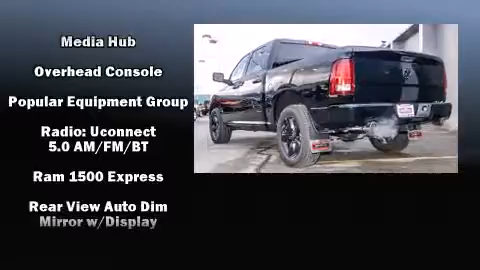 Media Hub
Overhead Console
Popular Equipment Group
Radio: Uconnect
5.0 AM/FM/BT
Ram 1500 Express
Rear View Auto Dim
Mirror w/Display